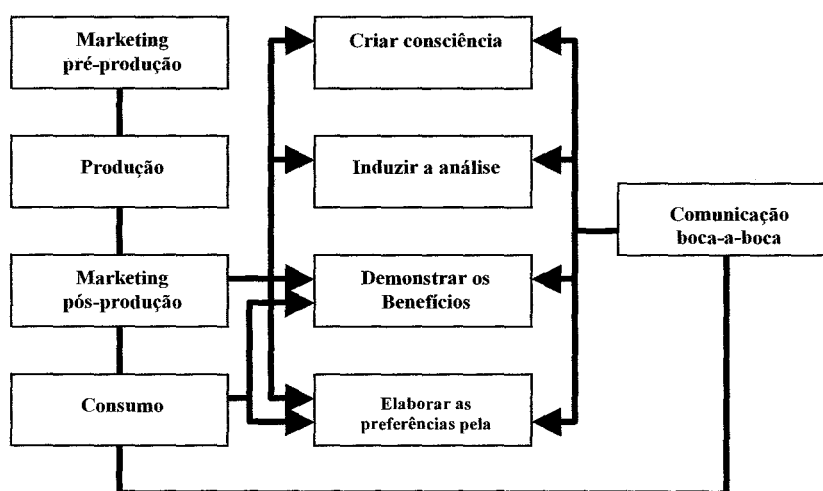 Marketing
pré-produção
Produção
Marketing
pós-produção
Consumo
Criar consciência
Induzir a análise
Demonstrar os
Benefícios
Elaborar as
preferências pela
Comunicação
boca-a-boca